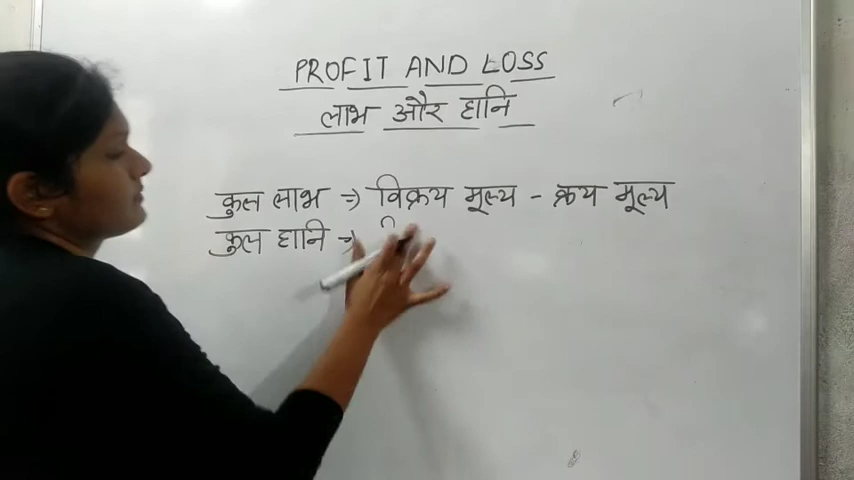 PROFIT AND LOSS
लाभ और हानि
कुल लाभ => विक्रय मूल्य - क्रय मूल्य
कुल हानि =>